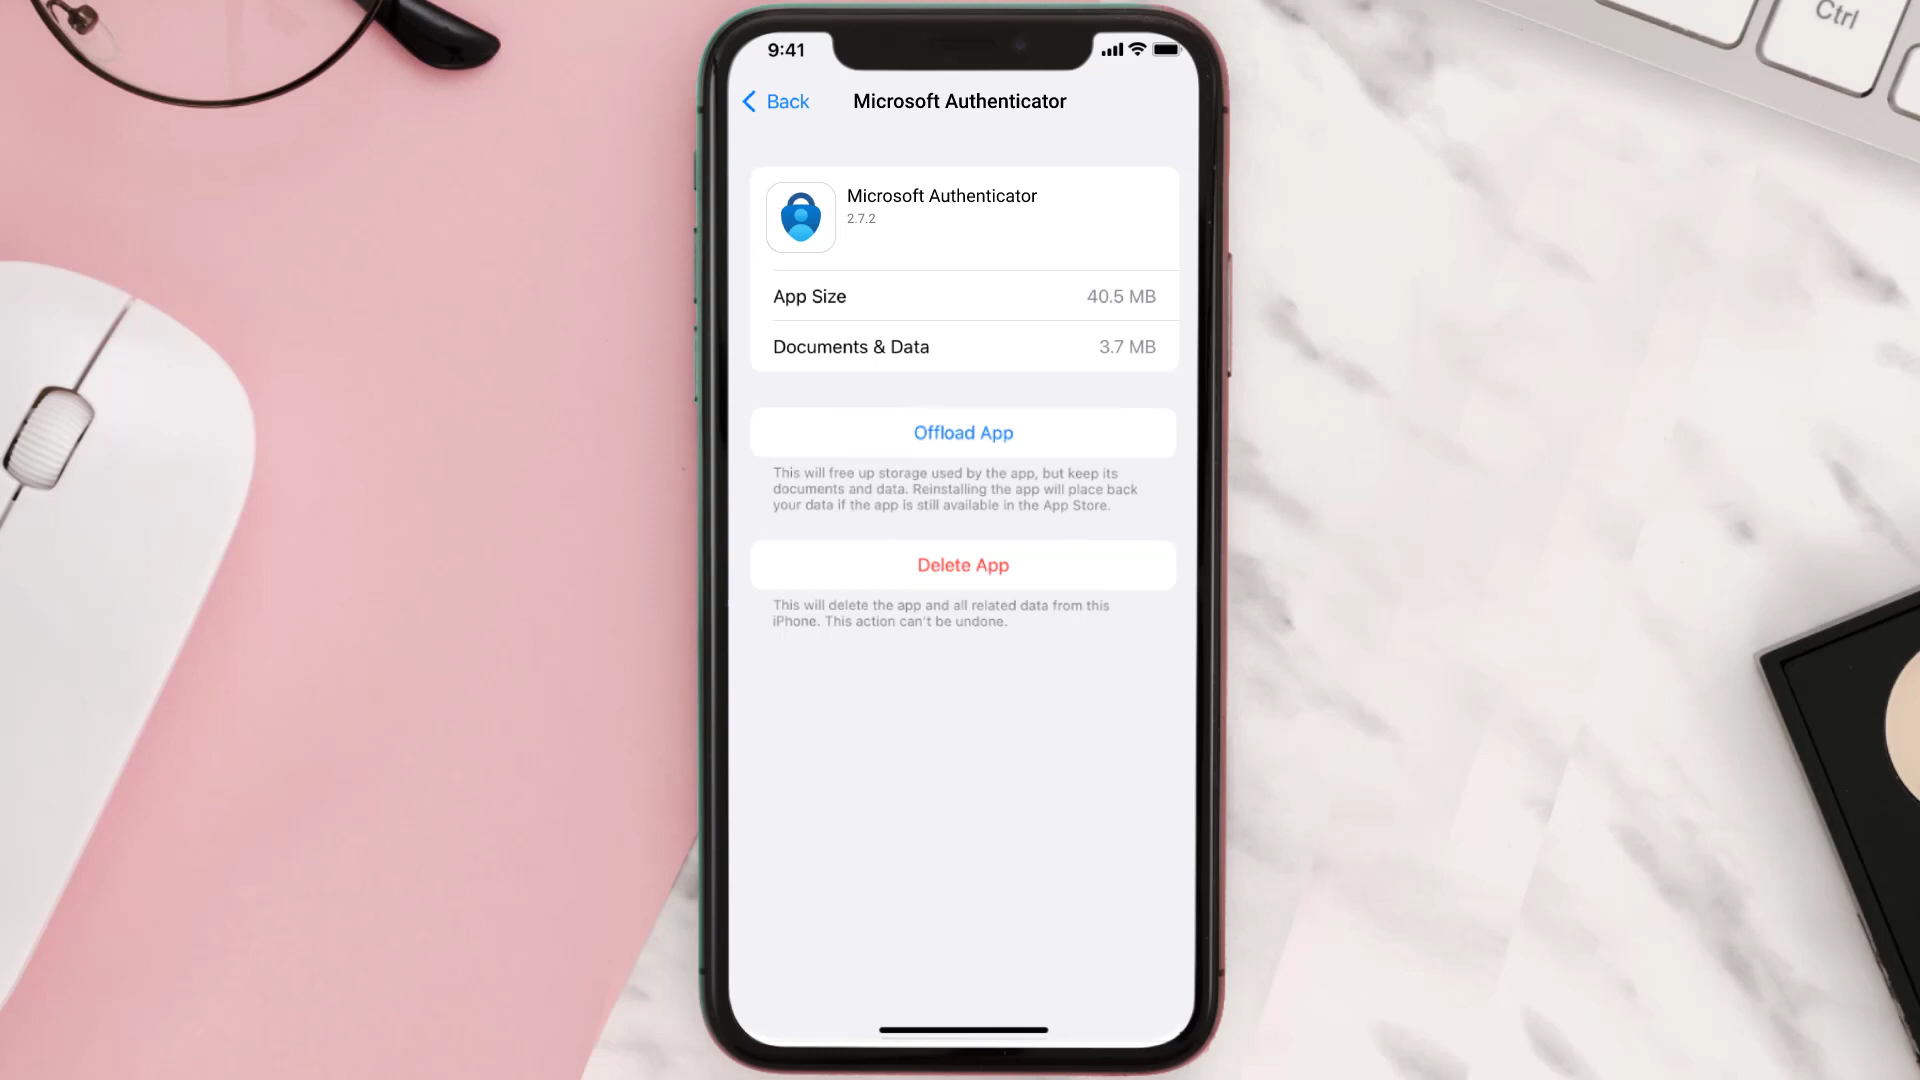 Ctrl
9:41
Back
Microsoft Authenticator
Microsoft Authenticator
2.7.2
App Size 40.5 MB
Documents & Data 3.7 MB
Offload App
This will free up storage used by the app, but keep its
documents and data. Reinstalling the app will place back
your data if the app is still available in the App Store.
Delete App
This will delete the app and all related data from this
iPhone. This action can't be undone.